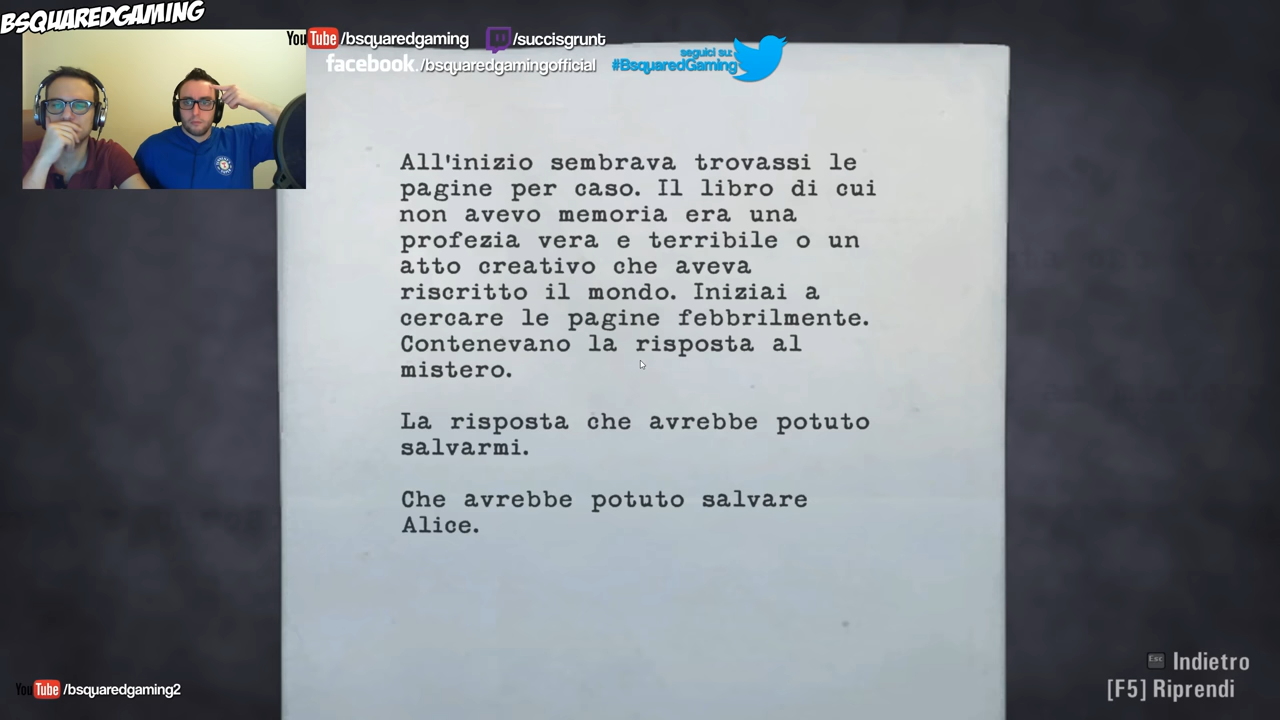 BSQUAREDGAMING
YouTube /bsquaredgaming /succisgrunt
facebook. /bsquaredgamingofficial
seguici su:
#BsquaredGaming
All'inizio sembrava trovassi le
pagine per caso. Il libro di cui
non avevo memoria era una
profezia vera e terribile o un
atto creativo che aveva
riscritto il mondo. Iniziai a
cercare le pagine febbrilmente.
Contenevano la risposta al
mistero.
La risposta che avrebbe potuto
salvarmi.
Che avrebbe potuto salvare
Alice.
Esc Indietro
[F5] Riprendi
YouTube /bsquaredgaming2